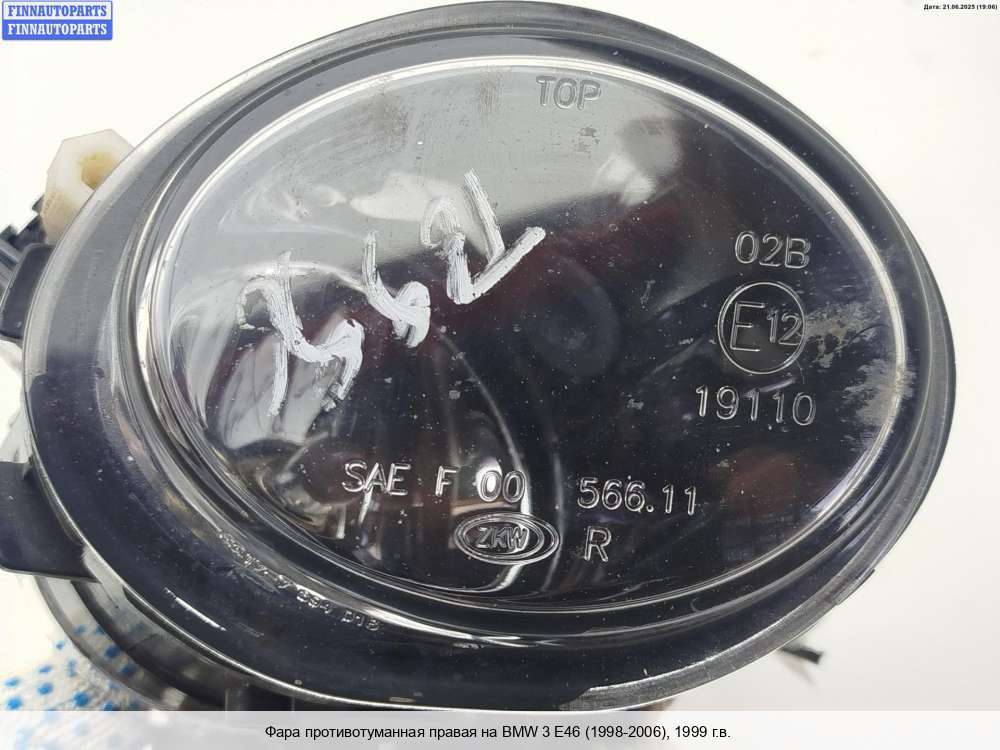 FINNAUTOPARTS
FINNAUTOPARTS
Дата: 21.06.2025 (19:06)
TOP
02B
E12
19110
SAE F 00 566.11
ZKW R
Фара противотуманная правая на BMW 3 E46 (1998-2006), 1999 г.в.